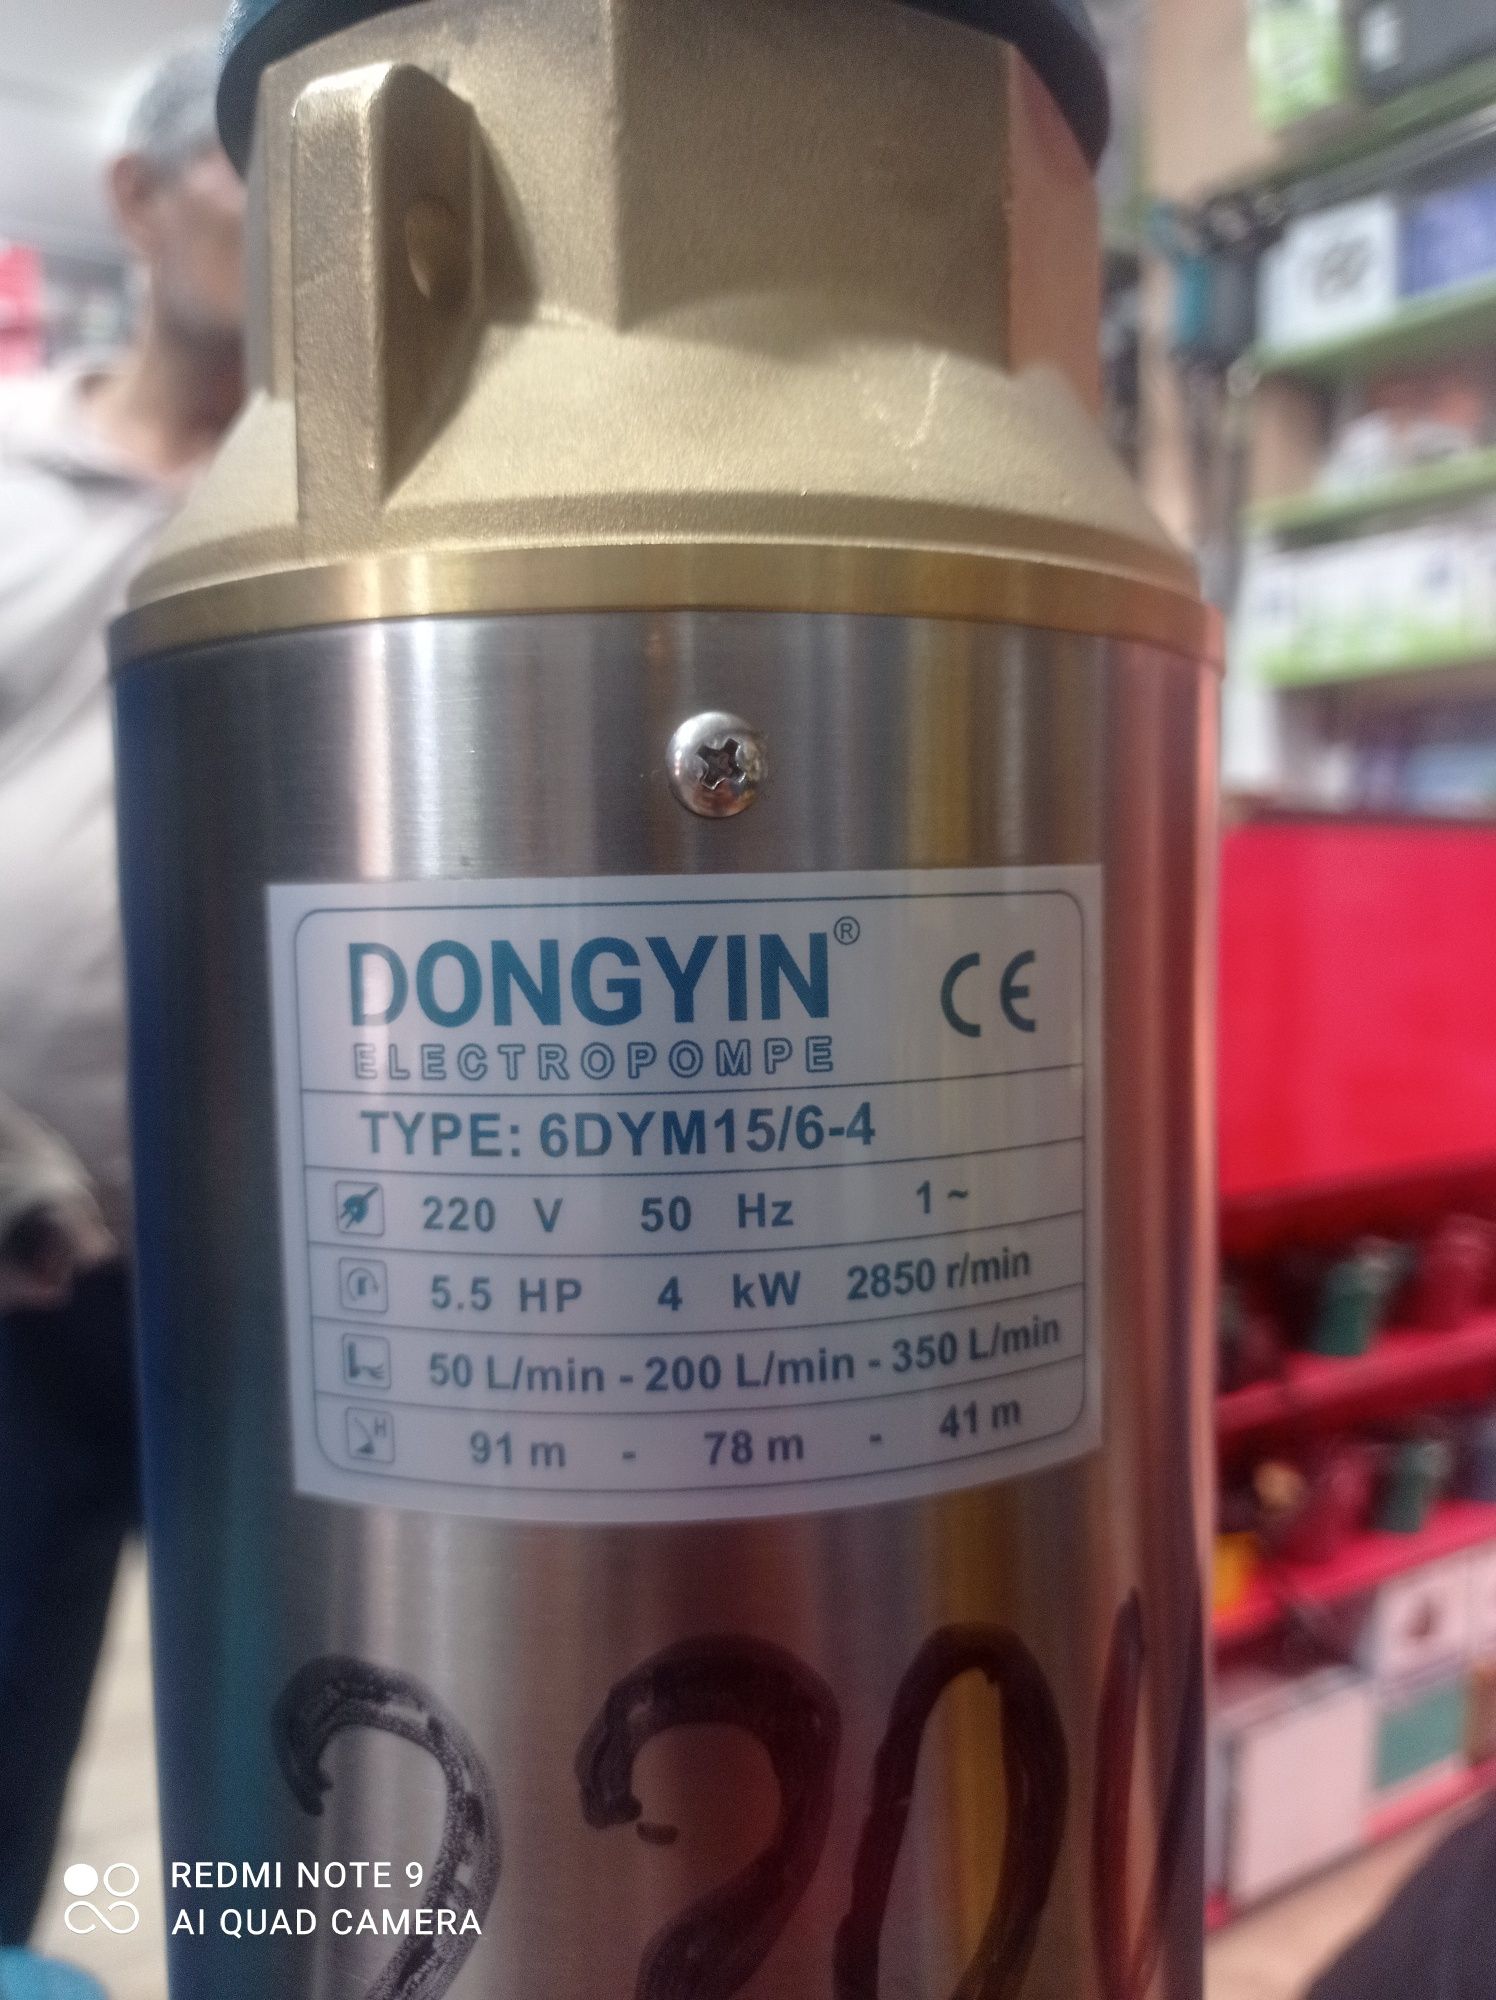 DONGYIN®
CE
ELECTROPOMPE
TYPE: 6DYM15/6-4
220 V 50 Hz 1 ~
5.5 HP 4 kW 2850 r/min
50 L/min - 200 L/min - 350 L/min
H
91 m - 78 m - 41 m
220
REDMI NOTE 9
AI QUAD CAMERA